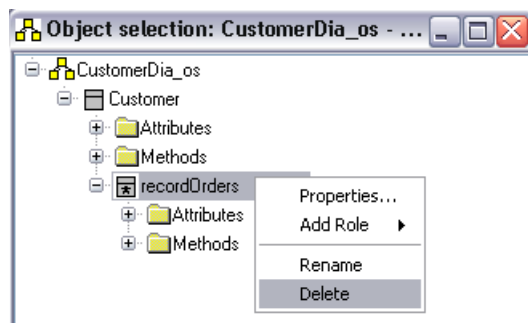 Object selection: CustomerDia_os - ...
CustomerDia_os
Customer
Attributes
Methods
recordOrders
Attributes
Methods
Properties...
Add Role
Rename
Delete